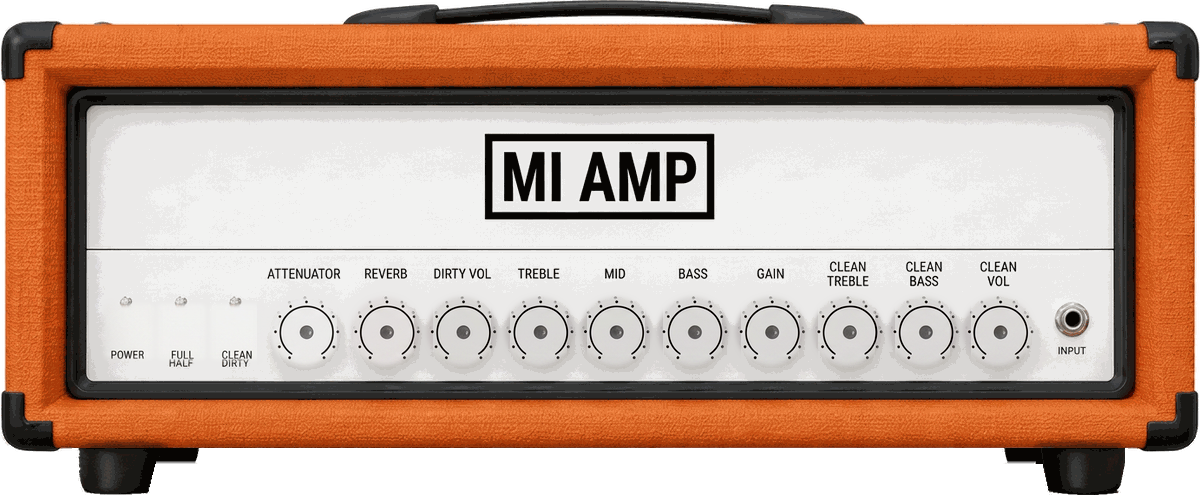 MI AMP
ATTENUATOR
REVERB
DIRTY VOL
TREBLE
MID
BASS
GAIN
CLEAN
TREBLE
CLEAN
BASS
CLEAN
VOL
POWER
FULL
HALF
CLEAN
DIRTY
INPUT